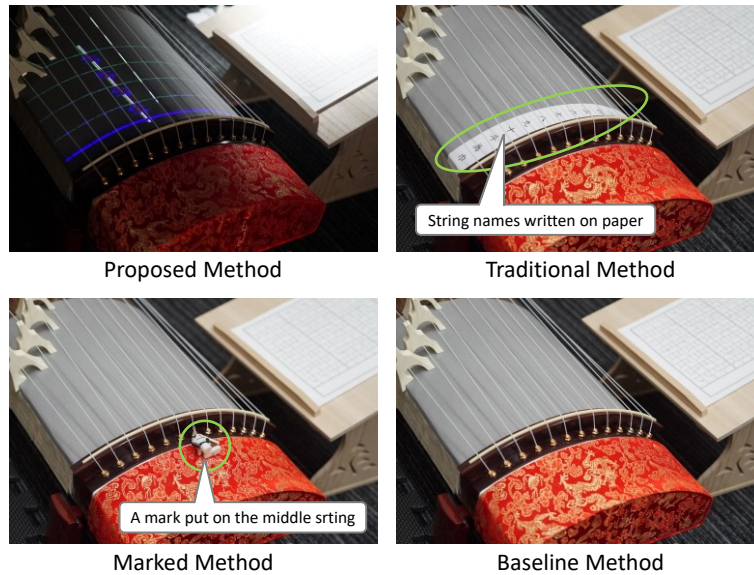 String names written on paper
Proposed Method
Traditional Method
A mark put on the middle srting
Marked Method
Baseline Method